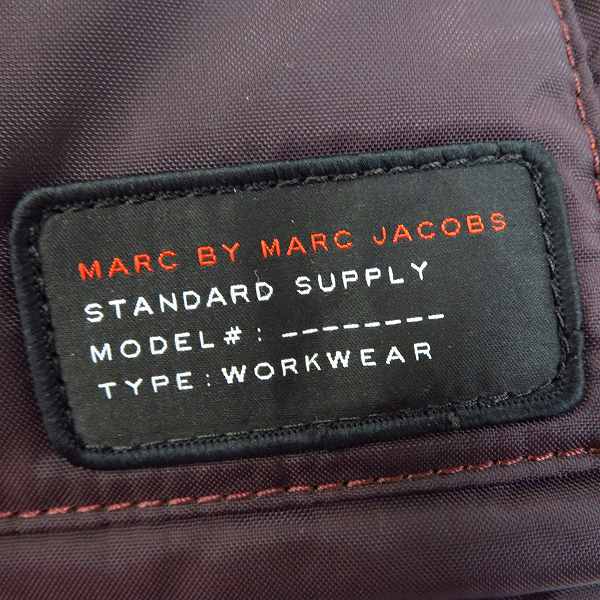 MARC BY MARC JACOBS
STANDARD SUPPLY
MODEL#: --------
TYPE:WORKWEAR